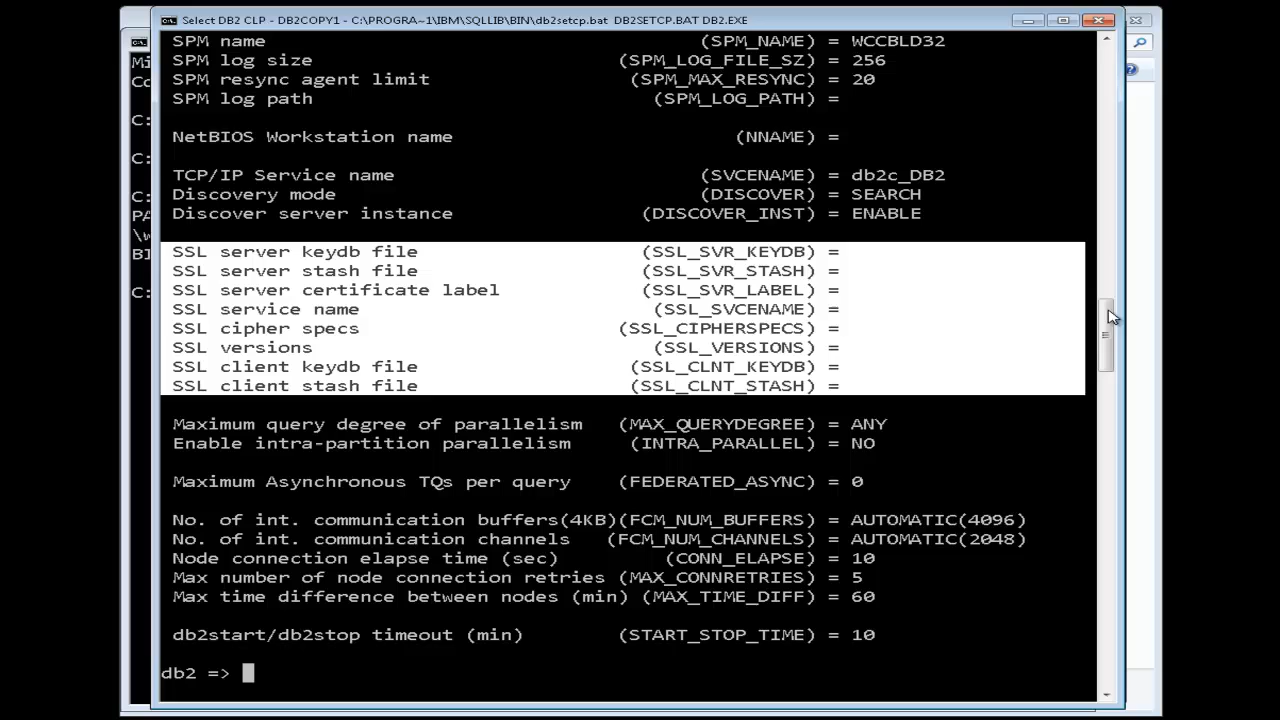 Select DB2 CLP - DB2COPY1 - C:\PROGRA~1\IBM\SQLLIB\BIN\db2setcp.bat DB2SETCP.BAT DB2.EXE
SPM name (SPM_NAME) = WCCBLD32
SPM log size (SPM_LOG_FILE_SZ) = 256
SPM resync agent limit (SPM_MAX_RESYNC) = 20
SPM log path (SPM_LOG_PATH) =
NetBIOS Workstation name (NNAME) =
TCP/IP Service name (SVCENAME) = db2c_DB2
Discovery mode (DISCOVER) = SEARCH
Discover server instance (DISCOVER_INST) = ENABLE
SSL server keydb file (SSL_SVR_KEYDB) =
SSL server stash file (SSL_SVR_STASH) =
SSL server certificate label (SSL_SVR_LABEL) =
SSL service name (SSL_SVCENAME) =
SSL cipher specs (SSL_CIPHERSPECS) =
SSL versions (SSL_VERSIONS) =
SSL client keydb file (SSL_CLNT_KEYDB) =
SSL client stash file (SSL_CLNT_STASH) =
Maximum query degree of parallelism (MAX_QUERYDEGREE) = ANY
Enable intra-partition parallelism (INTRA_PARALLEL) = NO
Maximum Asynchronous TQs per query (FEDERATED_ASYNC) = 0
No. of int. communication buffers(4KB)(FCM_NUM_BUFFERS) = AUTOMATIC(4096)
No. of int. communication channels (FCM_NUM_CHANNELS) = AUTOMATIC(2048)
Node connection elapse time (sec) (CONN_ELAPSE) = 10
Max number of node connection retries (MAX_CONNRETRIES) = 5
Max time difference between nodes (min) (MAX_TIME_DIFF) = 60
db2start/db2stop timeout (min) (START_STOP_TIME) = 10
db2 =>